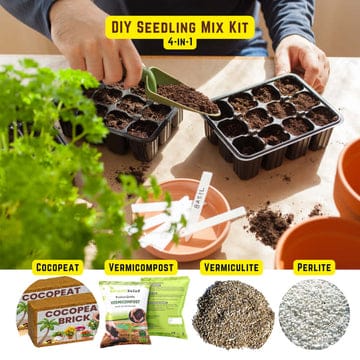 DIY Seedling Mix Kit
4-in-1
BASIL
Cocopeat
Vermicompost
Vermiculite
Perlite
COCOPEAT
COCOPEA
BRICK
VERMICOMPOST